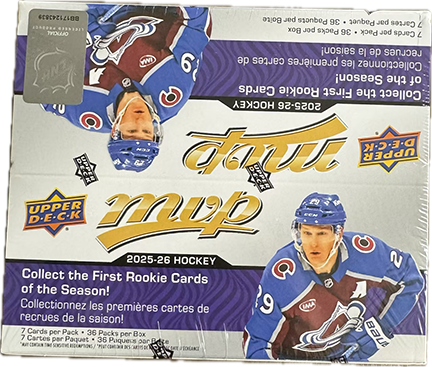 7 Cards per Pack • 36 Packs per Box
7 Cartes par Paquet • 36 Paquets par Boîte
Collect the First Rookie Cards
of the Season!
Collectionnez les premières cartes
de recrues de la saison!
2025-26 HOCKEY
mvp
UPPER
D·E·C·K
OFFICIAL
NHL
UPPER
DECK
UPPER
D·E·C·K
mvp
2025-26 HOCKEY
Collect the First Rookie Cards
of the Season!
Collectionnez les premières cartes de
recrues de la saison!
7 Cards per Pack • 36 Packs per Box
7 Cartes par Paquet • 36 Paquets par Boîte
29
29